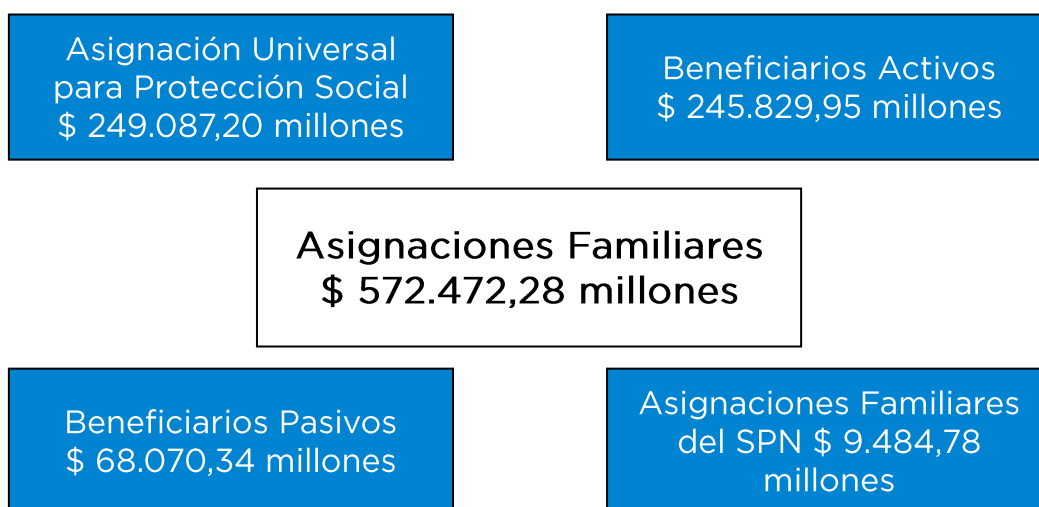 Asignación Universal
para Protección Social
$ 249.087,20 millones
Beneficiarios Activos
$ 245.829,95 millones
Asignaciones Familiares
$ 572.472,28 millones
Beneficiarios Pasivos
$ 68.070,34 millones
Asignaciones Familiares
del SPN $ 9.484,78
millones